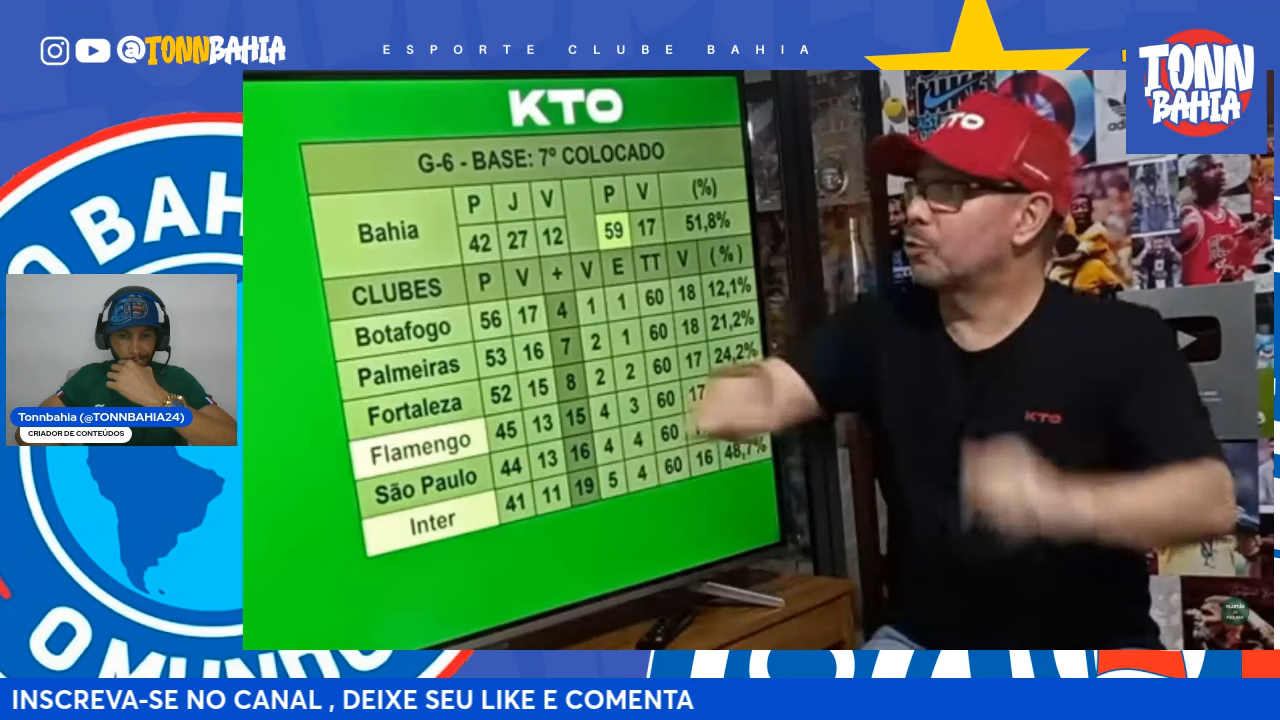 @TONNBAHIA
ESPORTE CLUBE BAHIA
TONN
BAHIA
KTO
G-6 - BASE: 7º COLOCADO
Bahia P J V P V (%)
42 27 12 59 17 51,8%
CLUBES P V + V E TT V (%)
Botafogo 56 17 4 1 1 60 18 12,1%
Palmeiras 53 16 7 2 1 60 18 21,2%
Fortaleza 52 15 8 2 2 60 17 24,2%
Flamengo 45 13 15 4 3 60 17
São Paulo 44 13 16 4 4 60
Inter 41 11 19 5 4 60 16 48,7%
KTO
KTO
O BAH
O MUNDO
Tonnbahia (@TONNBAHIA24)
CRIADOR DE CONTEÚDOS
INSCREVA-SE NO CANAL , DEIXE SEU LIKE E COMENTA